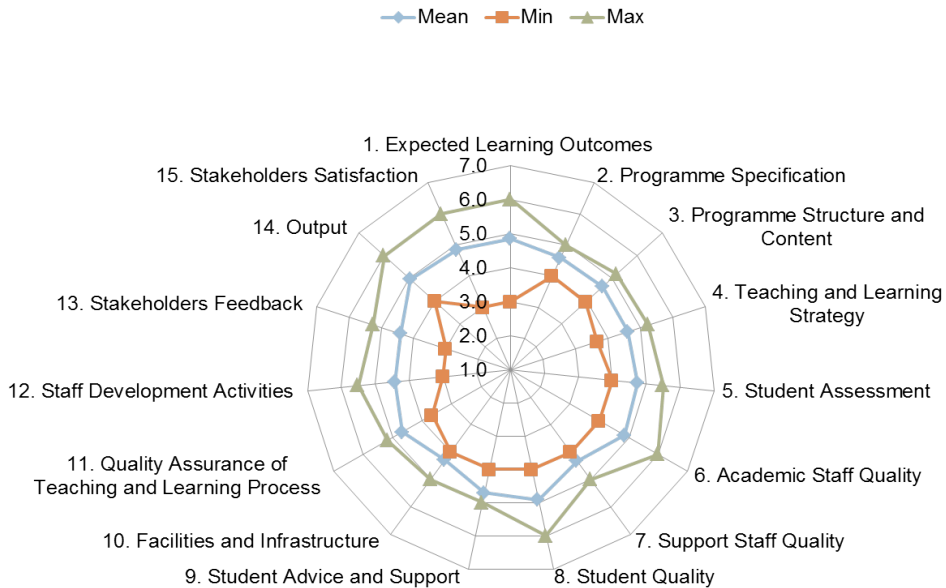 Mean Min Max
1. Expected Learning Outcomes
7.0
6.0
5.0
4.0
3.0
2.0
1.0
2. Programme Specification
3. Programme Structure and
Content
4. Teaching and Learning
Strategy
5. Student Assessment
6. Academic Staff Quality
7. Support Staff Quality
8. Student Quality
9. Student Advice and Support
10. Facilities and Infrastructure
11. Quality Assurance of
Teaching and Learning Process
12. Staff Development Activities
13. Stakeholders Feedback
14. Output
15. Stakeholders Satisfaction